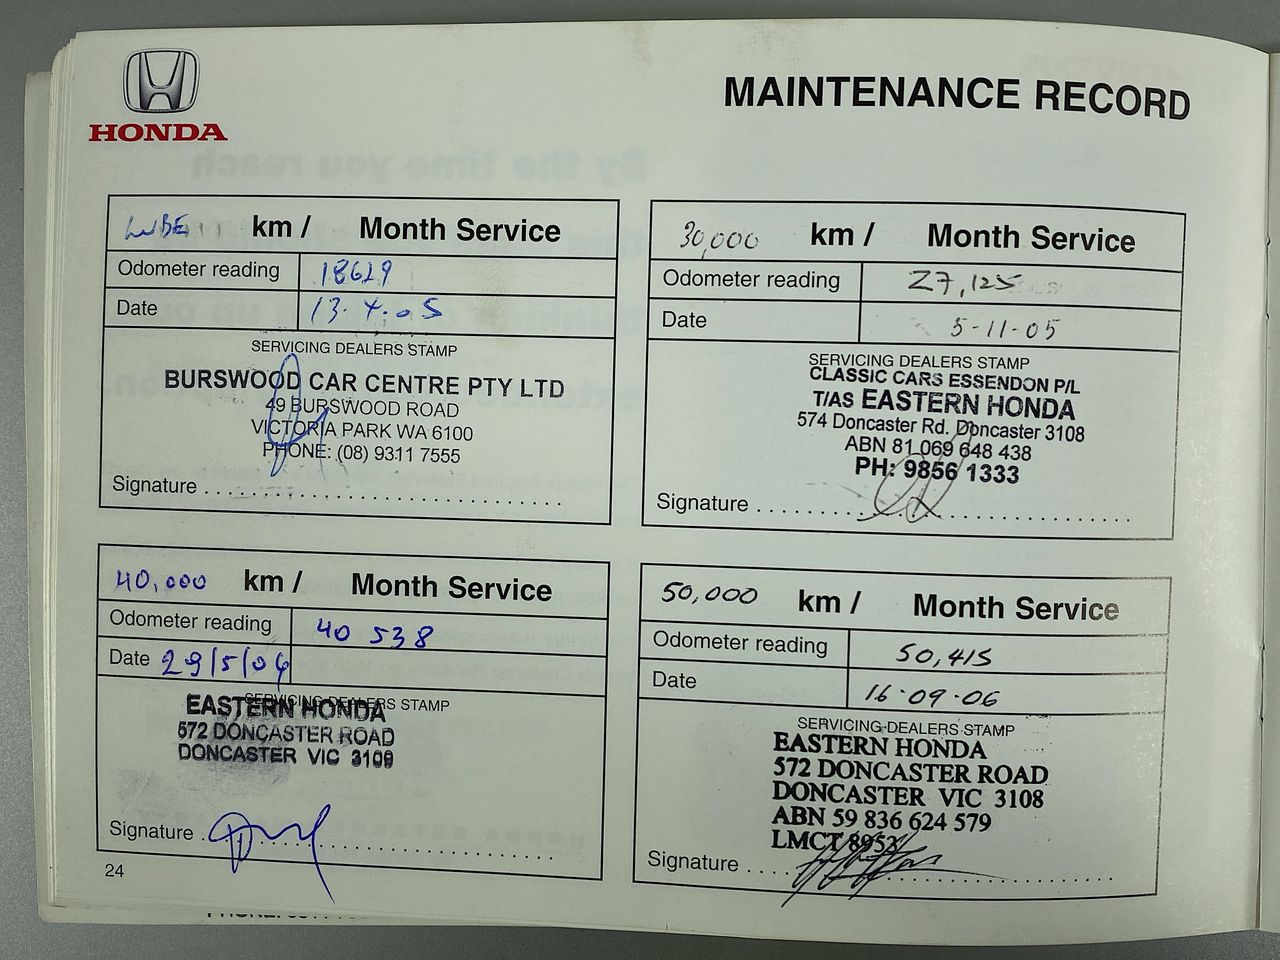 HONDA
MAINTENANCE RECORD
LUBE km / Month Service
Odometer reading 18629
Date 13.4.05
SERVICING DEALERS STAMP
BURSWOOD CAR CENTRE PTY LTD
49 BURSWOOD ROAD
VICTORIA PARK WA 6100
PHONE: (08) 9311 7555
Signature
30,000 km / Month Service
Odometer reading 27,125
Date 5-11-05
SERVICING DEALERS STAMP
CLASSIC CARS ESSENDON P/L
T/AS EASTERN HONDA
574 Doncaster Rd. Doncaster 3108
ABN 81 069 648 438
PH: 9856 1333
Signature
40,000 km / Month Service
Odometer reading 40 538
Date 29/5/06
SERVICING DEALERS STAMP
EASTERN HONDA
572 DONCASTER ROAD
DONCASTER VIC 3108
Signature
50,000 km / Month Service
Odometer reading 50,415
Date 16-09-06
SERVICING DEALERS STAMP
EASTERN HONDA
572 DONCASTER ROAD
DONCASTER VIC 3108
ABN 59 836 624 579
LMCT 8953
Signature
24